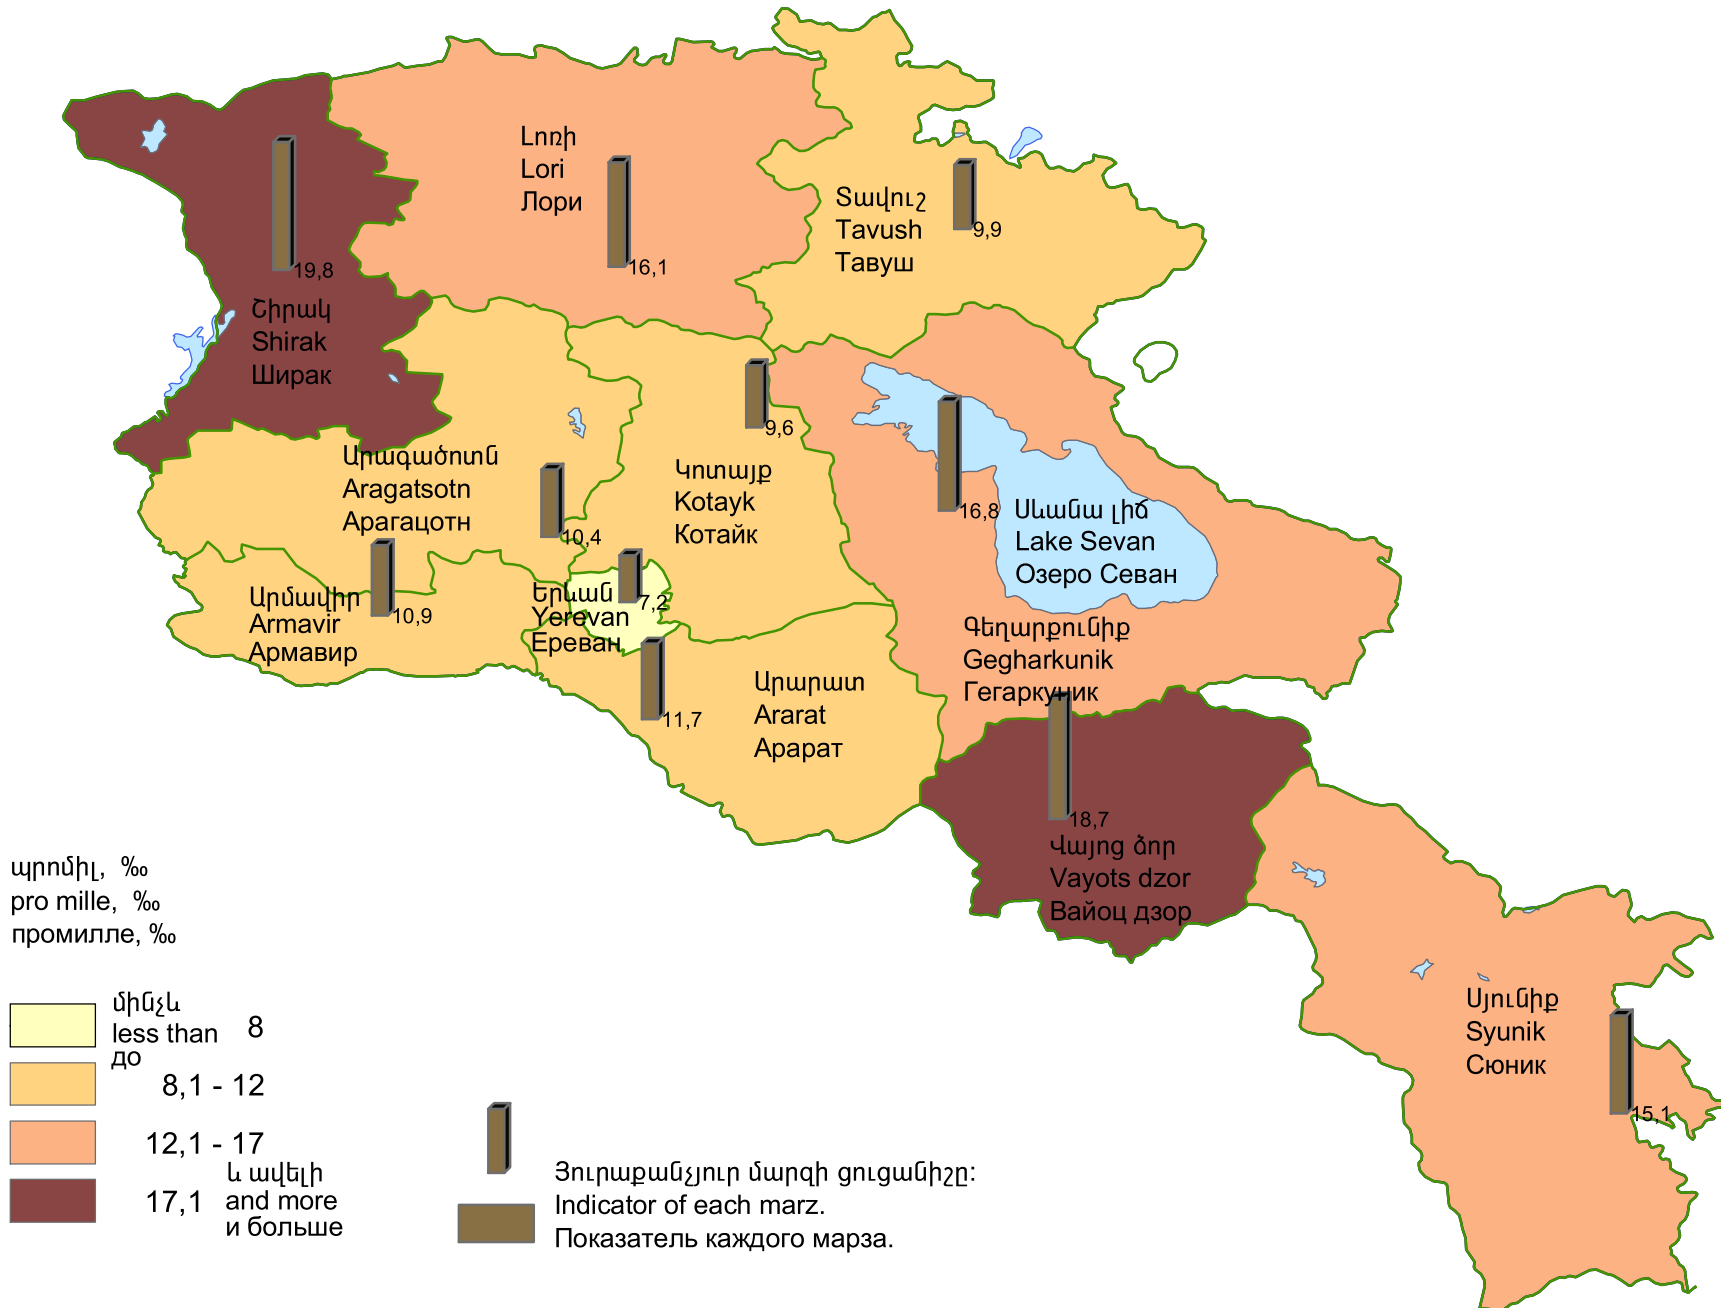 Լոռի
Lori
Лори
16,1
Տավուշ
Tavush
Тавуш
9,9
19,8
Շիրակ
Shirak
Ширак
9,6
Կոտայք
Kotayk
Котайк
Արագածոտն
Aragatsotn
Арагацотн
10,4
16,8
Սևանա լիճ
Lake Sevan
Озеро Севан
Արմավիր
Armavir
Армавир
10,9
Երևան
Yerevan
Ереван
7,2
Գեղարքունիք
Gegharkunik
Гегаркуник
11,7
Արարատ
Ararat
Арарат
18,7
Վայոց ձոր
Vayots dzor
Вайоц дзор
Սյունիք
Syunik
Сюник
15,1
պրոմիլ, ‰
pro mille, ‰
промилле, ‰
մինչև
less than 8
до
8,1 - 12
12,1 - 17
և ավելի
17,1 and more
и больше
Յուրաքանչյուր մարզի ցուցանիշը:
Indicator of each marz.
Показатель каждого марза.